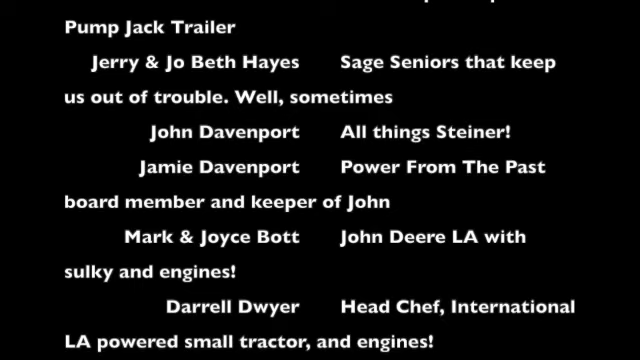 Pump Jack Trailer
Jerry & Jo Beth Hayes Sage Seniors that keep
us out of trouble. Well, sometimes
John Davenport All things Steiner!
Jamie Davenport Power From The Past
board member and keeper of John
Mark & Joyce Bott John Deere LA with
sulky and engines!
Darrell Dwyer Head Chef, International
LA powered small tractor, and engines!